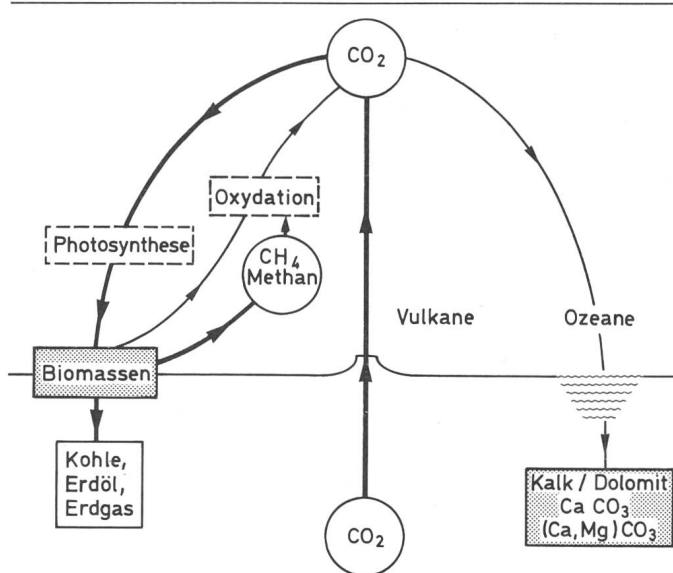 CO₂
Oxydation
Photosynthese
CH₄
Methan
Vulkane
Ozeane
Biomassen
Kohle,
Erdöl,
Erdgas
Kalk / Dolomit
Ca CO₃
(Ca, Mg) CO₃
CO₂